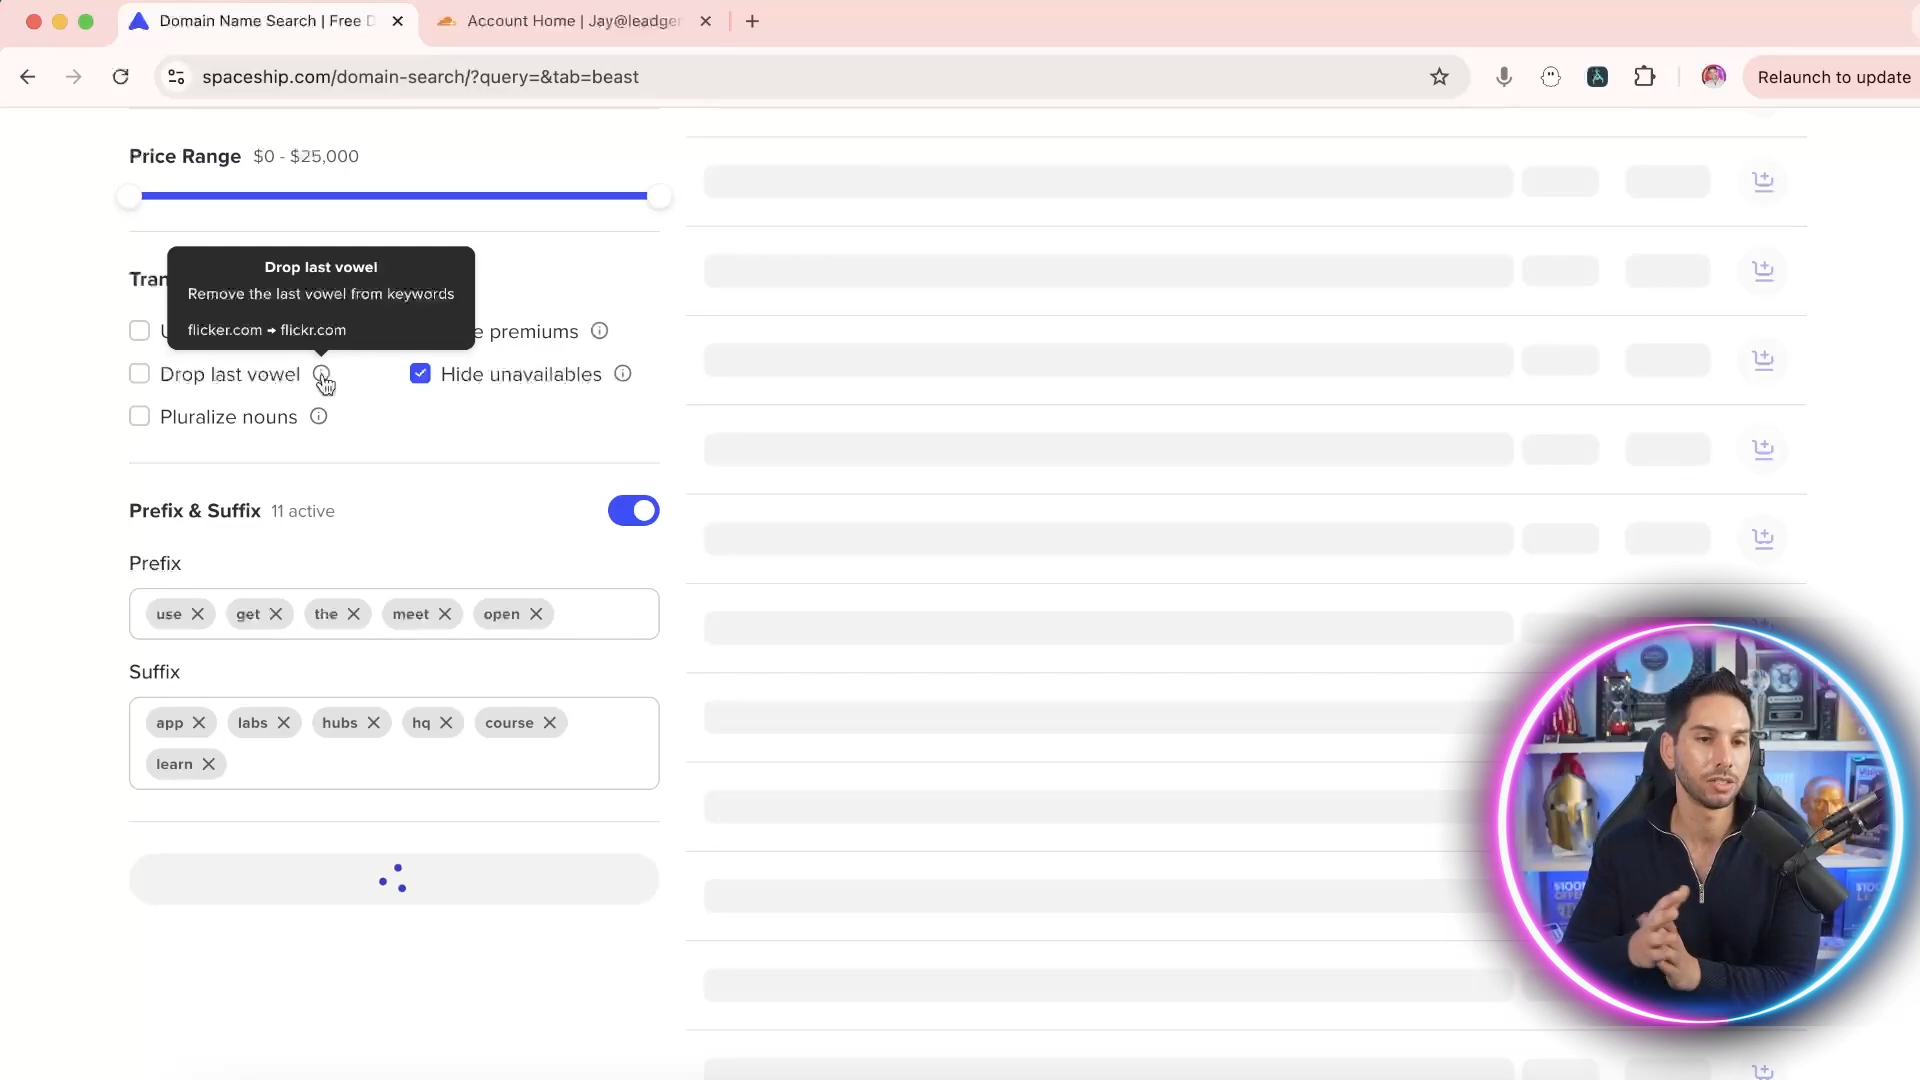 Domain Name Search | Free D
Account Home | Jay@leadger
spaceship.com/domain-search/?query=&tab=beast
Relaunch to update
Price Range $0 - $25,000
Drop last vowel
Remove the last vowel from keywords
flicker.com → flickr.com
Tran
e premiums
Drop last vowel
Hide unavailables
Pluralize nouns
Prefix & Suffix 11 active
Prefix
use get the meet open
Suffix
app labs hubs hq course
learn